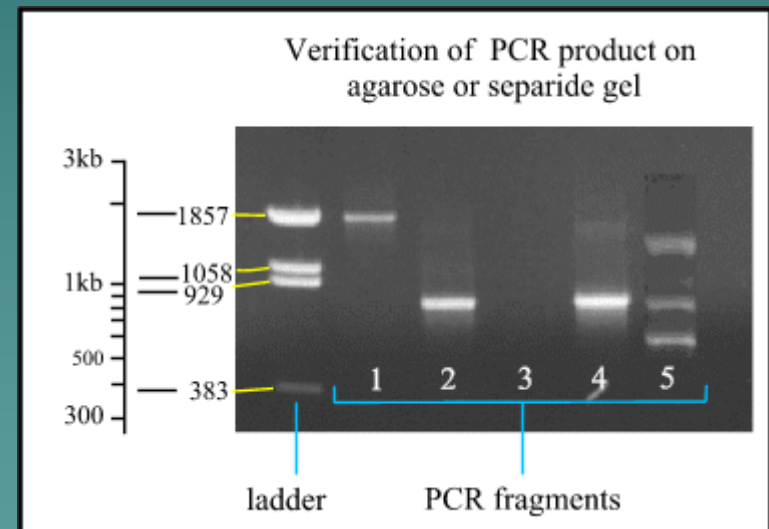 Verification of PCR product on
agarose or separide gel
3kb
1857
1058
1kb
929
500
383
300
1 2 3 4 5
ladder
PCR fragments